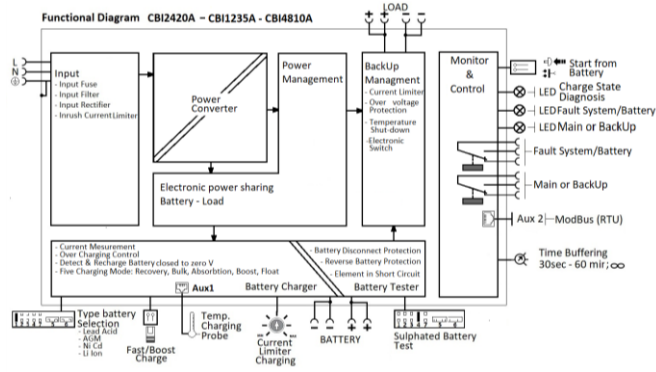 Functional Diagram CBI2420A – CBI1235A - CBI4810A
LOAD
+ + - -
L
N
Input
- Input Fuse
- Input Filter
- Input Rectifier
- Inrush Current Limiter
Power
Converter
Power
Management
BackUp
Managment
- Current Limiter
- Over voltage
Protection
- Temperature
Shut-down
-Electronic
Switch
Monitor
&
Control
Start from
Battery
LED Charge State
Diagnosis
LED Fault System/Battery
LED Main or BackUp
Fault System/Battery
Main or BackUp
Aux 2 ModBus (RTU)
Time Buffering
30sec - 60 mir; ∞
Electronic power sharing
Battery - Load
- Current Mesurement
- Over Charging Control
- Detect & Recharge Battery closed to zero V
- Five Charging Mode: Recovery, Bulk, Absorbtion, Boost, Float
Aux1
Battery Charger
- Battery Disconnect Protection
- Reverse Battery Protection
- Element in Short Circuit
Battery Tester
Type battery
Selection
- Lead Acid
- AGM
- Ni Cd
- Li Ion
Fast/Boost
Charge
Temp.
Charging
Probe
Current
Limiter
Charging
- - + +
BATTERY
Sulphated Battery
Test